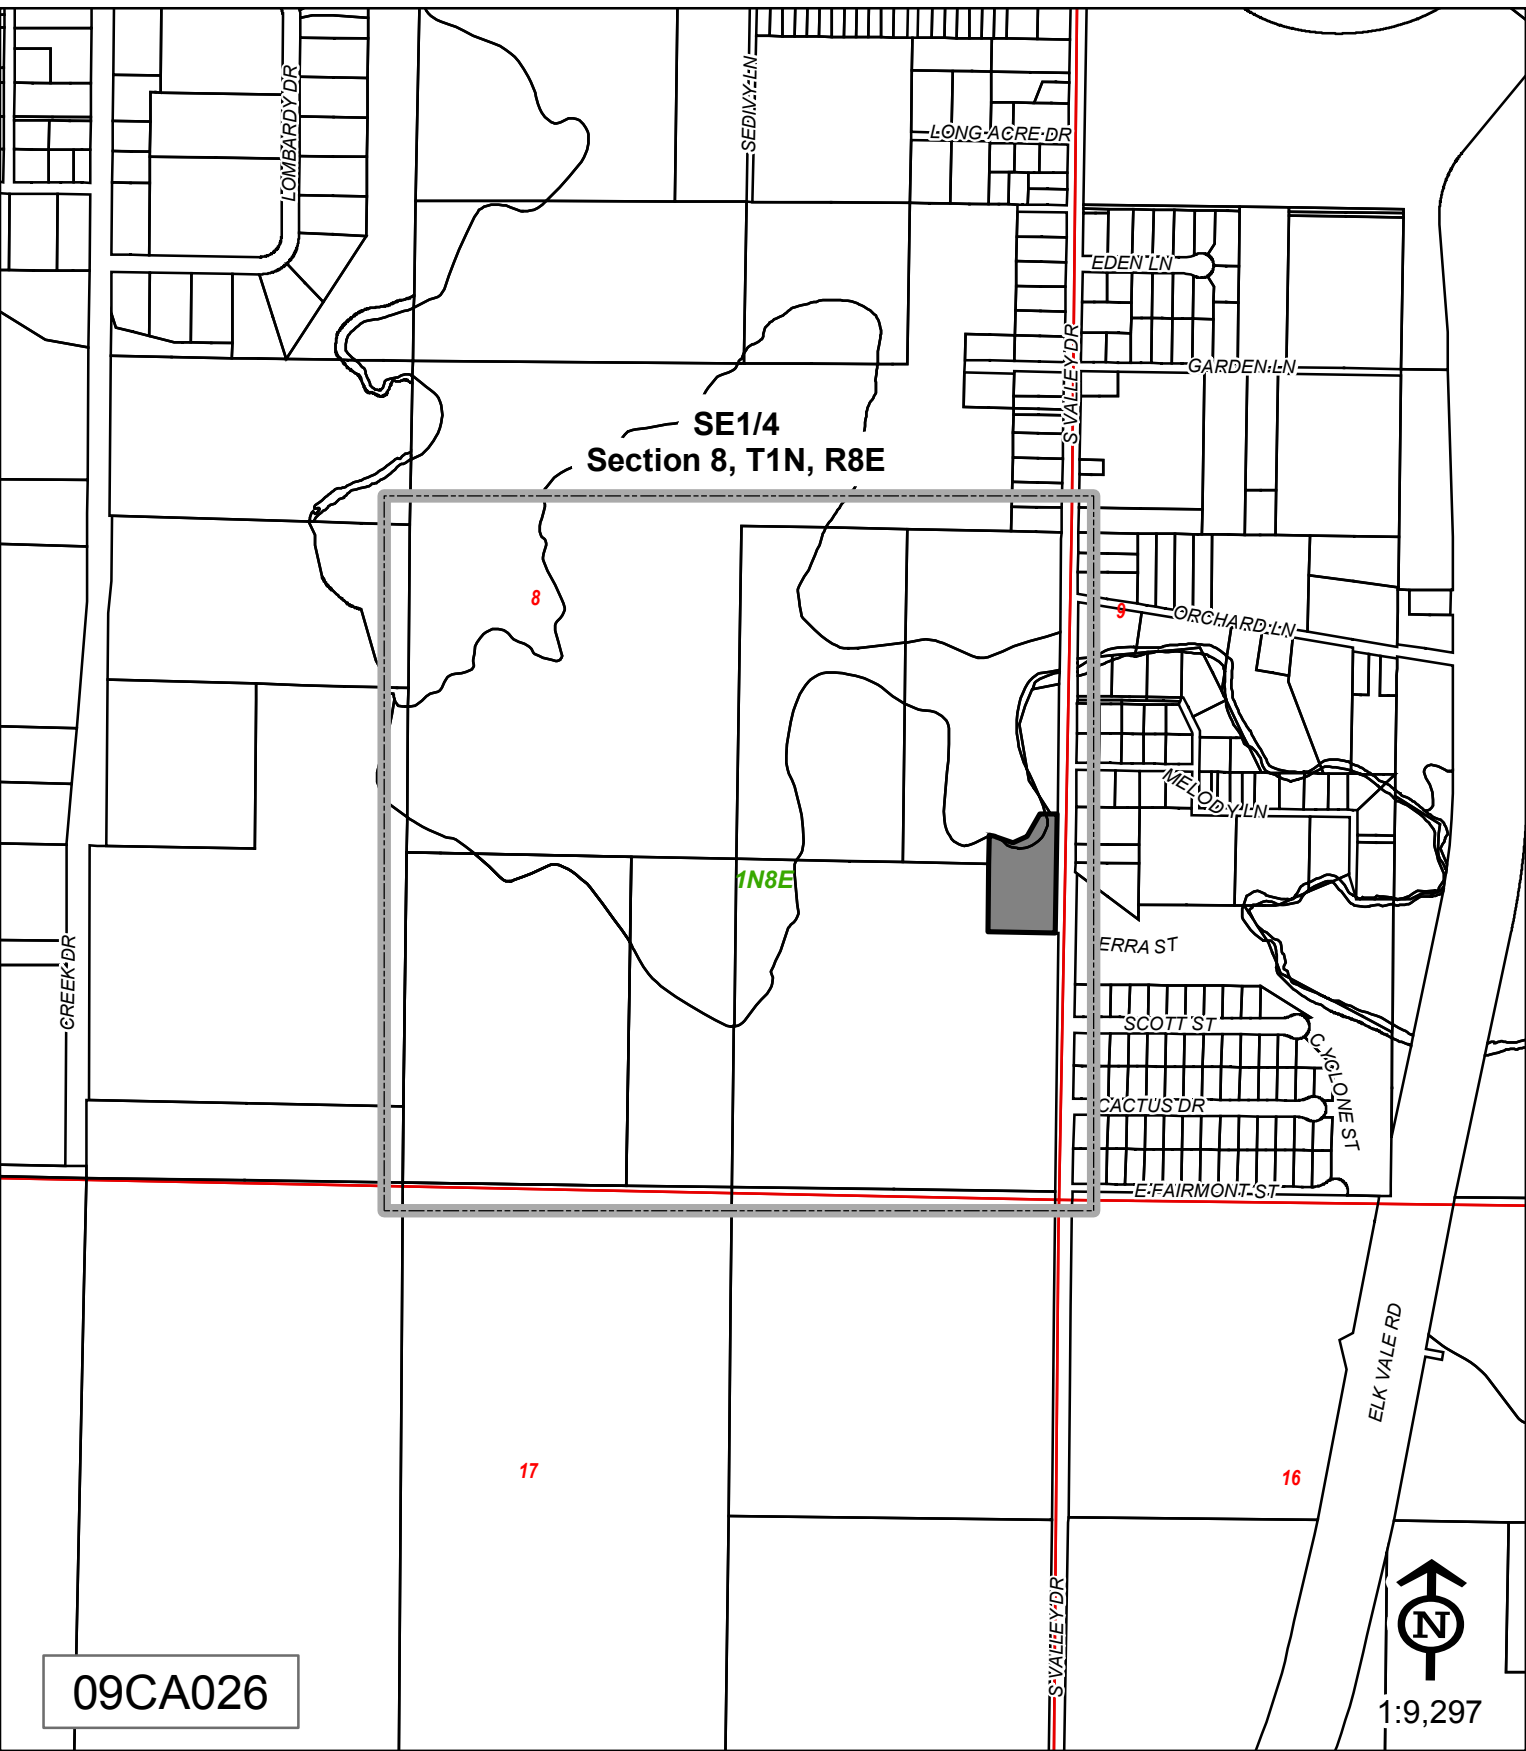 LOMBARDY DR
SEDIVY LN
LONG ACRE DR
EDEN LN
S VALLEY DR
GARDEN LN
SE1/4
Section 8, T1N, R8E
8
9
ORCHARD LN
MELODY LN
1N8E
CREEK DR
ERRA ST
SCOTT ST
CYCLONE ST
CACTUS DR
E FAIRMONT ST
ELK VALE RD
17
16
S VALLEY DR
N
09CA026
1:9,297